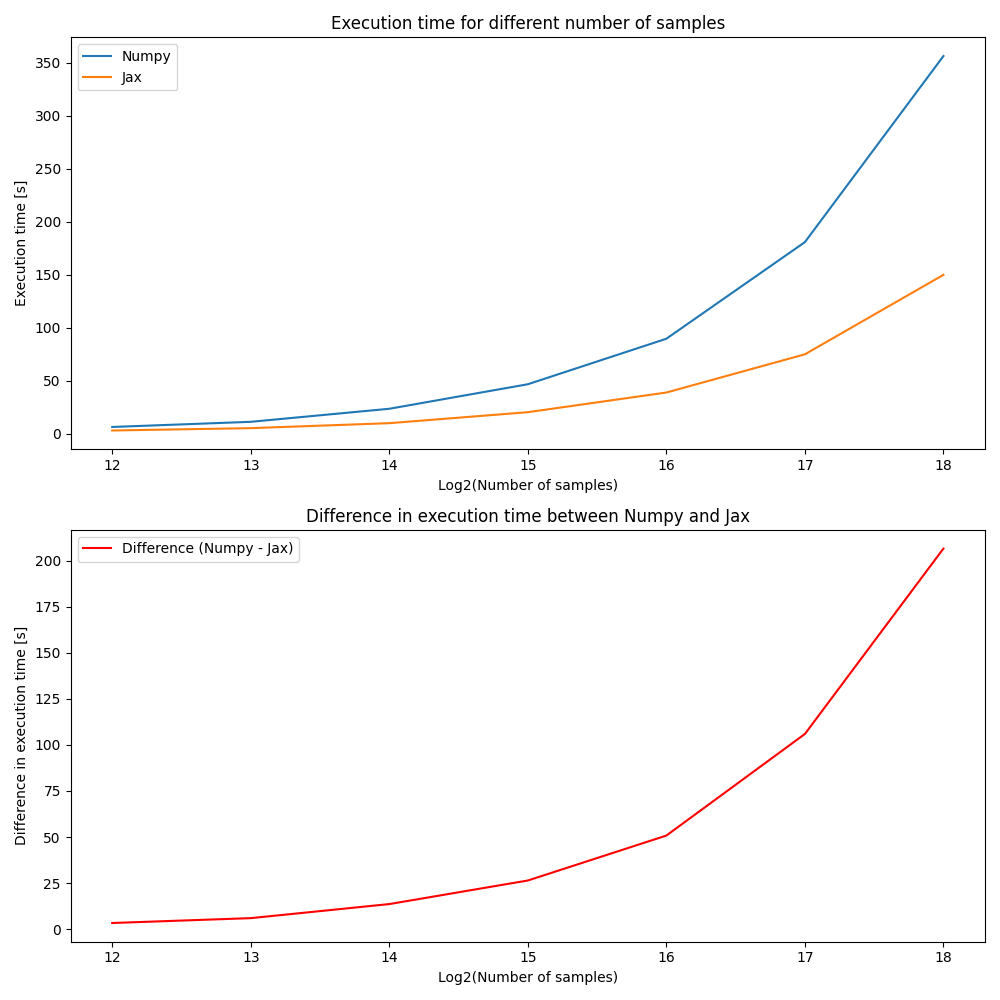 Execution time for different number of samples
Numpy
Jax
Execution time [s]
350
300
250
200
150
100
50
0
12 13 14 15 16 17 18
Log2(Number of samples)
Difference in execution time between Numpy and Jax
Difference (Numpy - Jax)
Difference in execution time [s]
200
175
150
125
100
75
50
25
0
12 13 14 15 16 17 18
Log2(Number of samples)